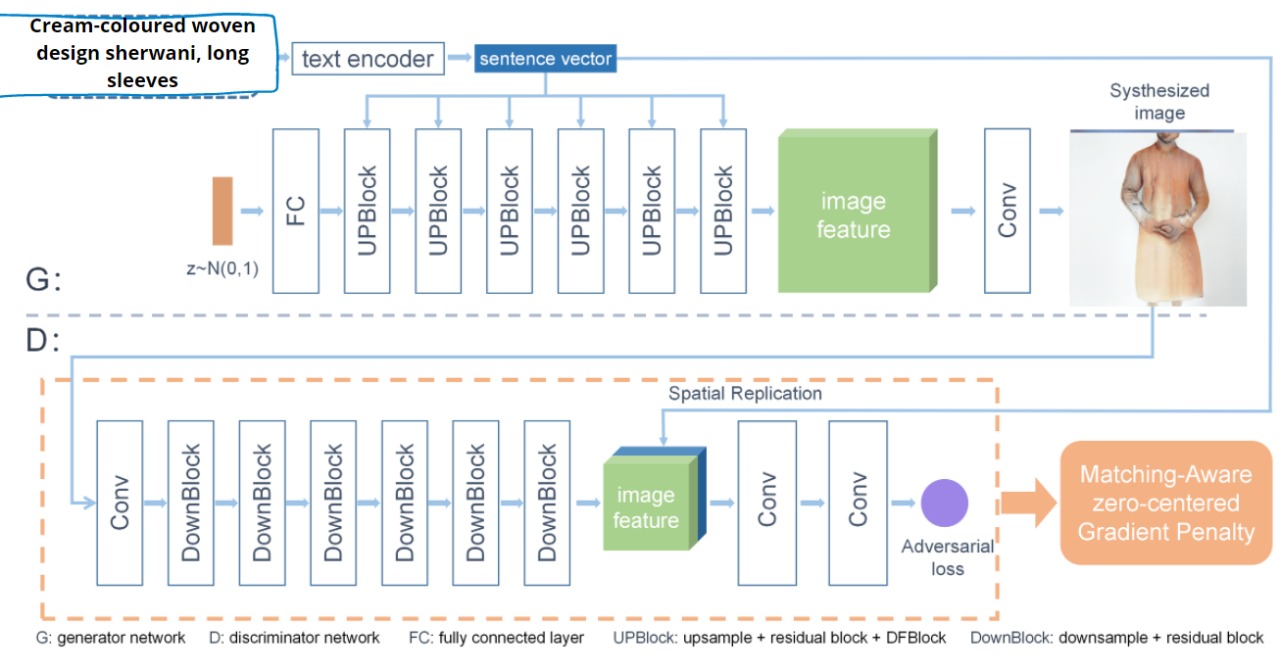 Cream-coloured woven
design sherwani, long
sleeves
text encoder
sentence vector
Systhesized
image
FC
UPBlock
UPBlock
UPBlock
UPBlock
UPBlock
UPBlock
image
feature
Conv
z~N(0,1)
G:
D:
Spatial Replication
Conv
DownBlock
DownBlock
DownBlock
DownBlock
DownBlock
DownBlock
image
feature
Conv
Conv
Adversarial
loss
Matching-Aware
zero-centered
Gradient Penalty
G: generator network D: discriminator network FC: fully connected layer UPBlock: upsample + residual block + DFBlock DownBlock: downsample + residual block